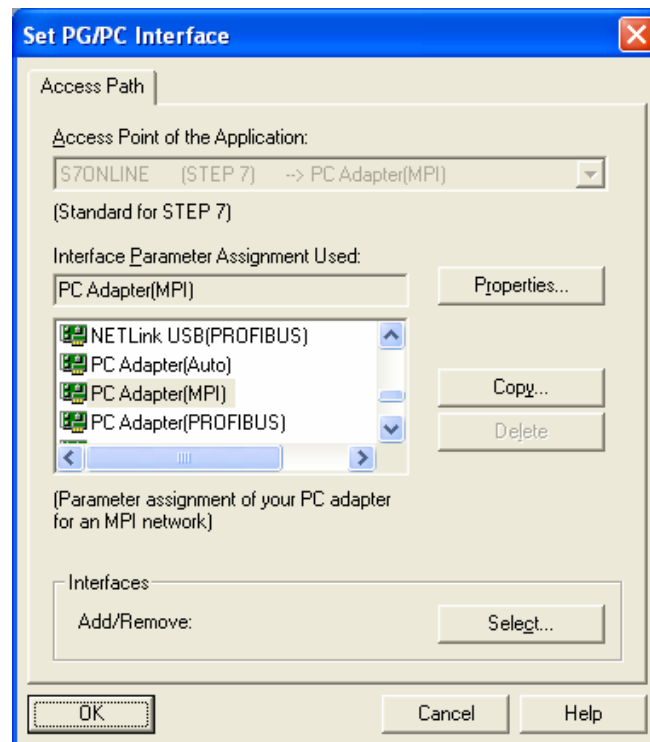 Set PG/PC Interface
Access Path
Access Point of the Application:
S7ONLINE (STEP 7) --> PC Adapter(MPI)
(Standard for STEP 7)
Interface Parameter Assignment Used:
PC Adapter(MPI)
Properties...
NETLink USB(PROFIBUS)
PC Adapter(Auto)
PC Adapter(MPI)
PC Adapter(PROFIBUS)
Copy...
Delete
(Parameter assignment of your PC adapter
for an MPI network)
Interfaces
Add/Remove:
Select...
OK
Cancel
Help